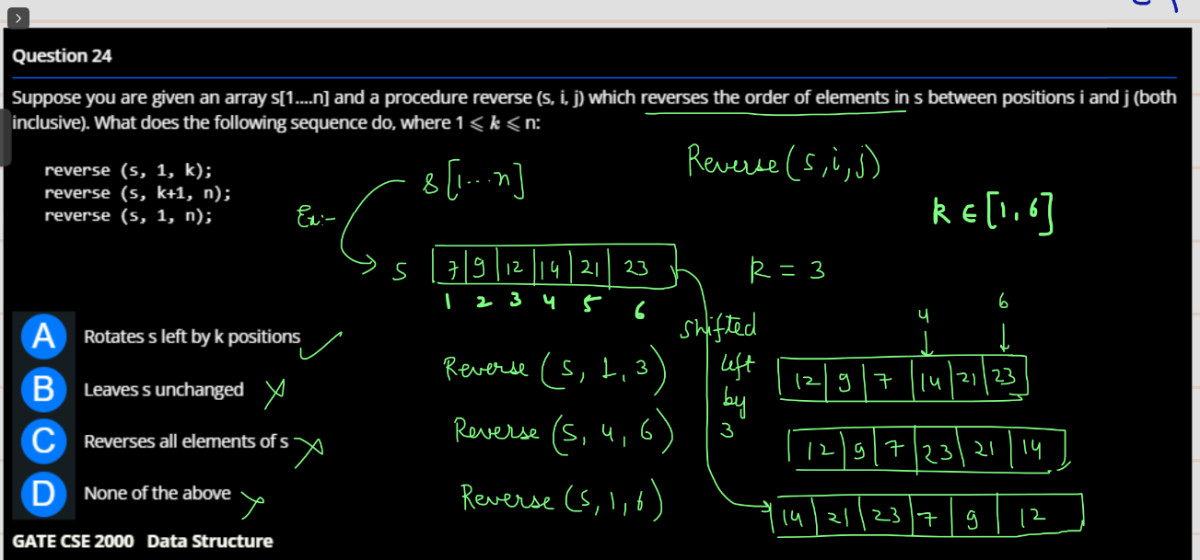 Question 24
Suppose you are given an array s[1....n] and a procedure reverse (s, i, j) which reverses the order of elements in s between positions i and j (both
inclusive). What does the following sequence do, where 1 ≤ k ≤ n:
reverse (s, 1, k);
reverse (s, k+1, n);
reverse (s, 1, n);
s[1...n]
Reverse (s, i, j)
k ∈ [1, 6]
Ex:-
s 7 9 12 14 21 23
1 2 3 4 5 6
k = 3
A Rotates s left by k positions
B Leaves s unchanged
C Reverses all elements of s
D None of the above
shifted
left
by
3
Reverse (s, 1, 3)
4 6
12 9 7 14 21 23
Reverse (s, 4, 6)
12 9 7 23 21 14
Reverse (s, 1, 6)
14 21 23 7 9 12
GATE CSE 2000 Data Structure